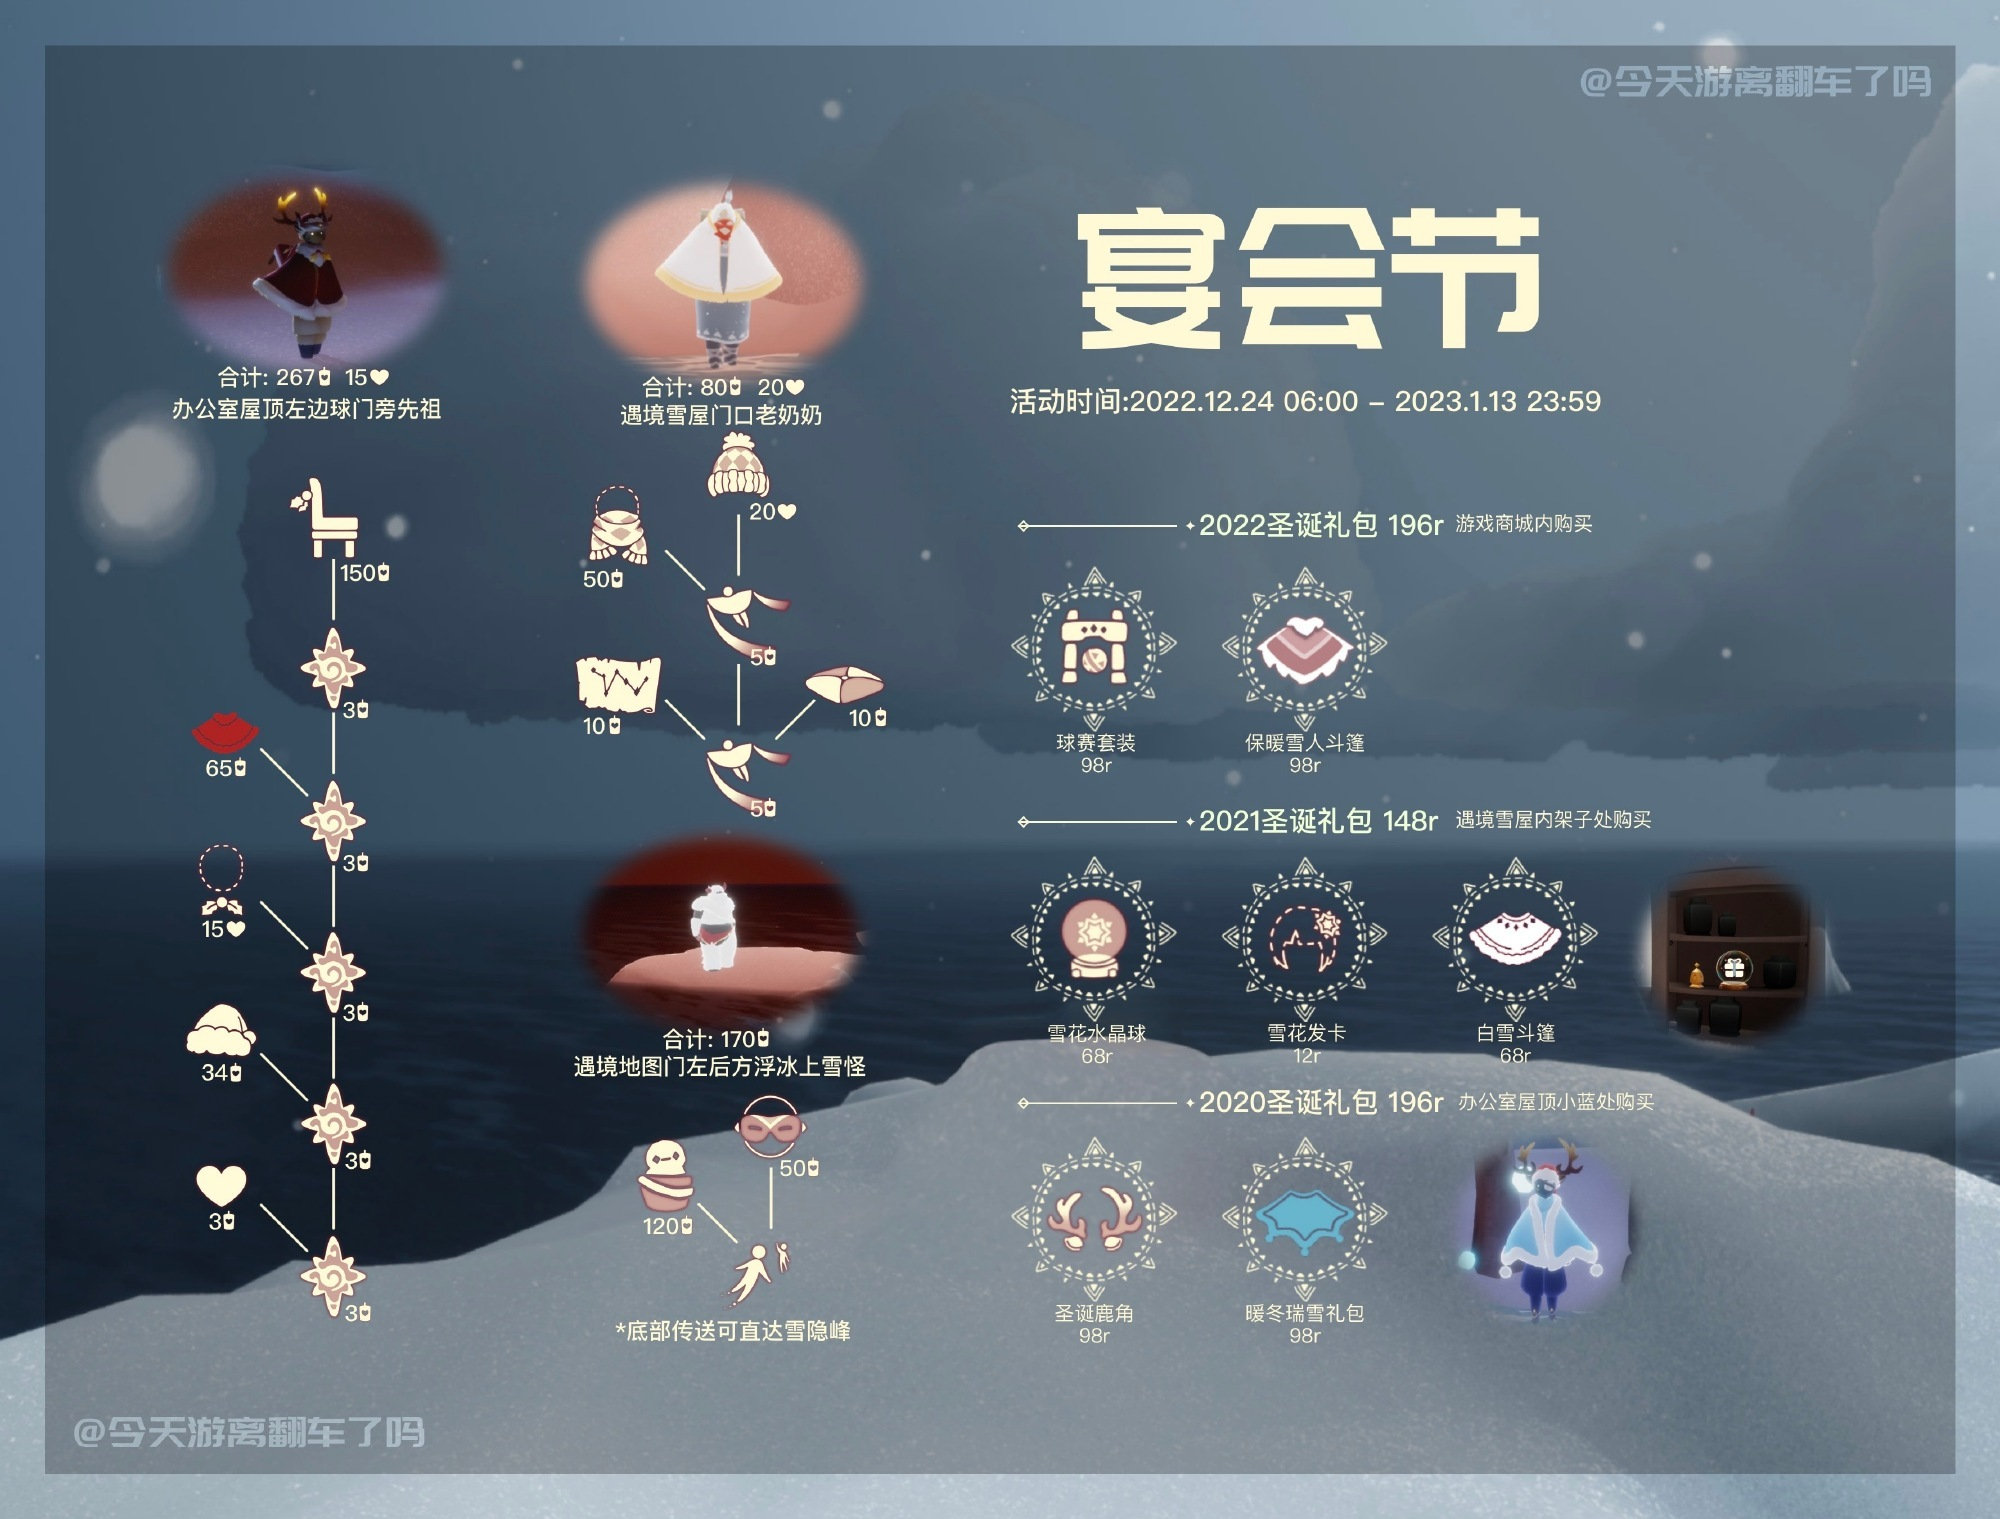 @今天游离翻车了吗
宴会节
活动时间:2022.12.24 06:00 – 2023.1.13 23:59
合计: 267 15
办公室屋顶左边球门旁先祖
150
3
65
3
15
3
34
3
3
3
合计: 80 20
遇境雪屋门口老奶奶
20
50
5
10
10
5
合计: 170
遇境地图门左后方浮冰上雪怪
50
120
*底部传送可直达雪隐峰
2022圣诞礼包 196r 游戏商城内购买
球赛套装
98r
保暖雪人斗篷
98r
2021圣诞礼包 148r 遇境雪屋内架子处购买
雪花水晶球
68r
雪花发卡
12r
白雪斗篷
68r
2020圣诞礼包 196r 办公室屋顶小蓝处购买
圣诞鹿角
98r
暖冬瑞雪礼包
98r
@今天游离翻车了吗